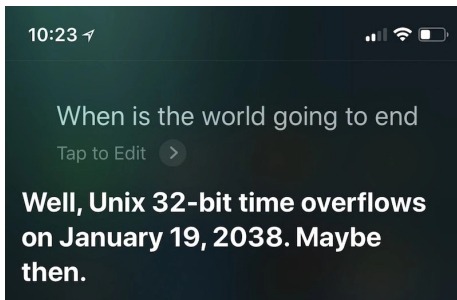 10:23
When is the world going to end
Tap to Edit
Well, Unix 32-bit time overflows
on January 19, 2038. Maybe
then.